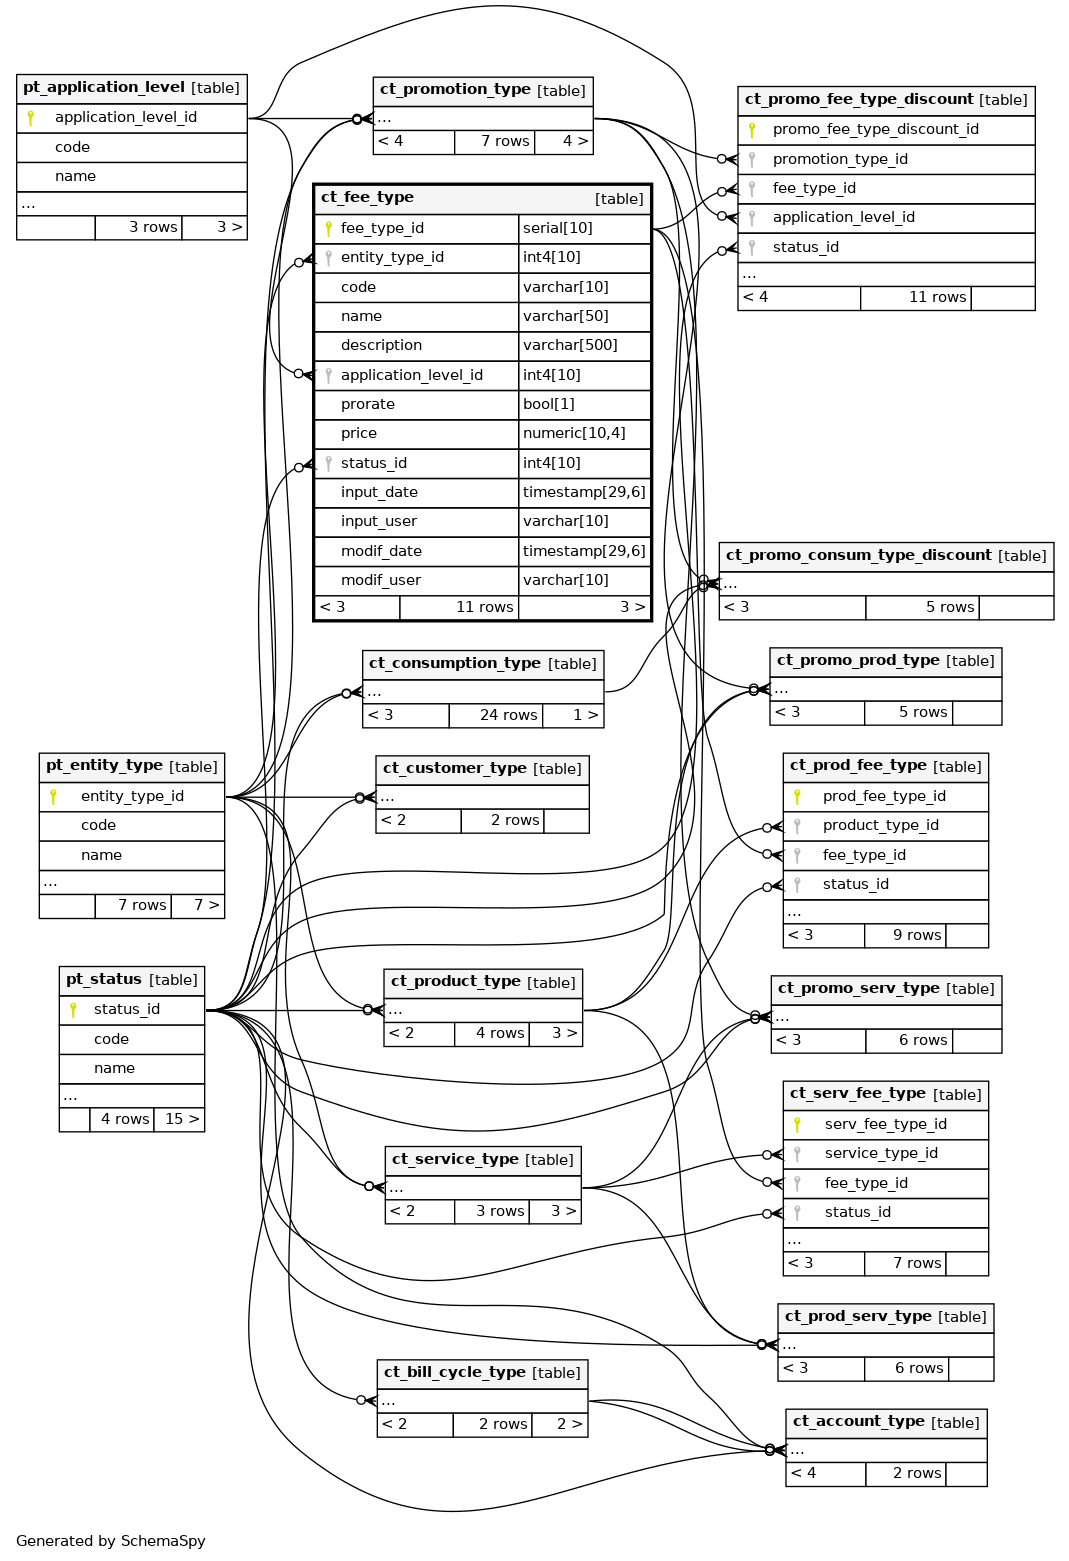 pt_application_level [table]
application_level_id
code
name
...
3 rows 3 >
ct_promotion_type [table]
...
< 4 7 rows 4 >
ct_promo_fee_type_discount [table]
promo_fee_type_discount_id
promotion_type_id
fee_type_id
application_level_id
status_id
...
< 4 11 rows
ct_fee_type [table]
fee_type_id serial[10]
entity_type_id int4[10]
code varchar[10]
name varchar[50]
description varchar[500]
application_level_id int4[10]
prorate bool[1]
price numeric[10,4]
status_id int4[10]
input_date timestamp[29,6]
input_user varchar[10]
modif_date timestamp[29,6]
modif_user varchar[10]
< 3 11 rows 3 >
ct_promo_consum_type_discount [table]
...
< 3 5 rows
ct_consumption_type [table]
...
< 3 24 rows 1 >
ct_promo_prod_type [table]
...
< 3 5 rows
pt_entity_type [table]
entity_type_id
code
name
...
7 rows 7 >
ct_customer_type [table]
...
< 2 2 rows
ct_prod_fee_type [table]
prod_fee_type_id
product_type_id
fee_type_id
status_id
...
< 3 9 rows
pt_status [table]
status_id
code
name
...
4 rows 15 >
ct_product_type [table]
...
< 2 4 rows 3 >
ct_promo_serv_type [table]
...
< 3 6 rows
ct_serv_fee_type [table]
serv_fee_type_id
service_type_id
fee_type_id
status_id
...
< 3 7 rows
ct_service_type [table]
...
< 2 3 rows 3 >
ct_prod_serv_type [table]
...
< 3 6 rows
ct_bill_cycle_type [table]
...
< 2 2 rows 2 >
ct_account_type [table]
...
< 4 2 rows
Generated by SchemaSpy